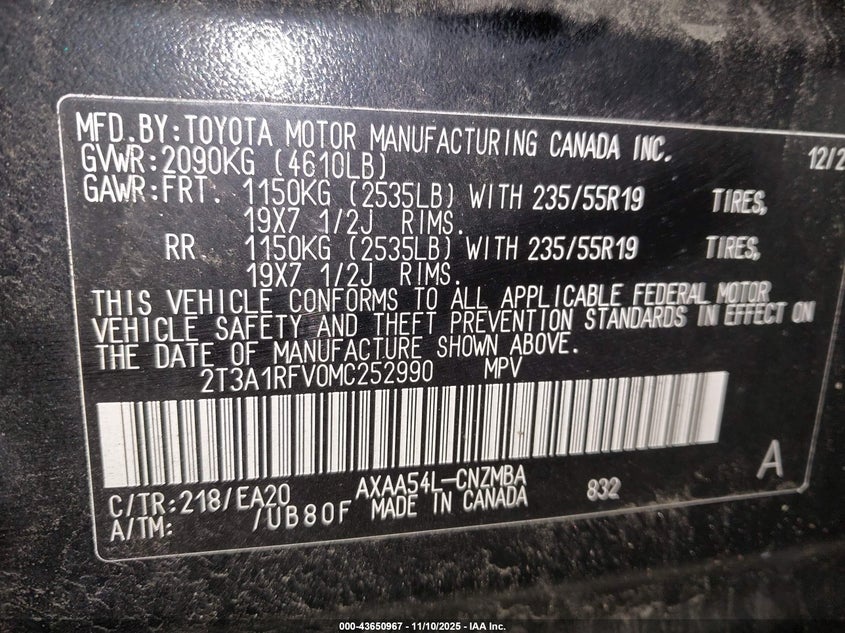 MFD.BY:TOYOTA MOTOR MANUFACTURING CANADA INC. 12/2
GVWR:2090KG (4610LB)
GAWR:FRT. 1150KG (2535LB) WITH 235/55R19 TIRES,
19X7 1/2J RIMS.
RR 1150KG (2535LB) WITH 235/55R19 TIRES,
19X7 1/2J RIMS.
THIS VEHICLE CONFORMS TO ALL APPLICABLE FEDERAL MOTOR
VEHICLE SAFETY AND THEFT PREVENTION STANDARDS IN EFFECT ON
THE DATE OF MANUFACTURE SHOWN ABOVE.
2T3A1RFV0MC252990 MPV
A
C/TR:218/EA20 AXAA54L-CNZMBA 832
A/TM: /UB80F MADE IN CANADA
000-43650967 - 11/10/2025 - IAA Inc.